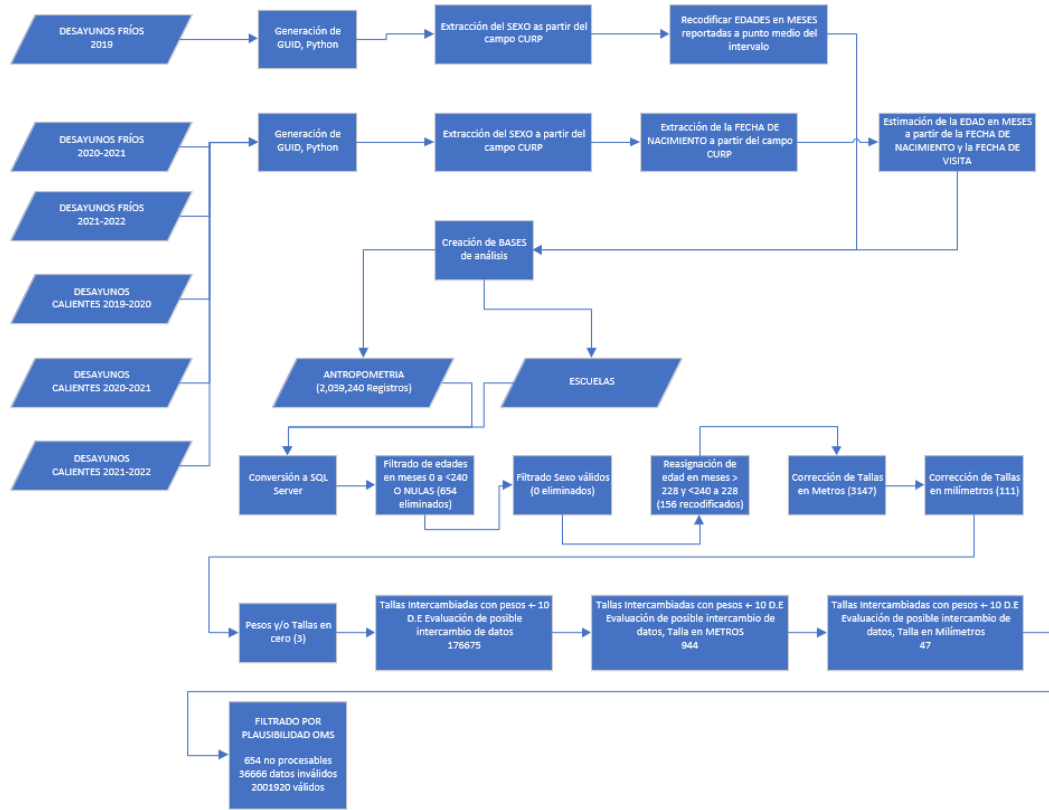 DESAYUNOS FRÍOS
2019
Generación de
GUID, Python
Extracción del SEXO as partir
del campo CURP
Recodificar EDADES en MESES
reportadas a punto medio del
intervalo
DESAYUNOS FRÍOS
2020-2021
Generación de
GUID, Python
Extracción del SEXO a partir del
campo CURP
Extracción de la FECHA DE
NACIMIENTO a partir del campo
CURP
Estimación de la EDAD en MESES
a partir de la FECHA DE
NACIMIENTO y la FECHA DE
VISITA
DESAYUNOS FRÍOS
2021-2022
Creación de BASES
de análisis
DESAYUNOS
CALIENTES 2019-2020
DESAYUNOS
CALIENTES 2020-2021
ANTROPOMETRIA
(2,039,240 Registros)
ESCUELAS
DESAYUNOS
CALIENTES 2021-2022
Conversión a SQL
Server
Filtrado de edades
en meses 0 a <240
O NULAS (654
eliminados)
Filtrado Sexo válidos
(0 eliminados)
Reasignación de
edad en meses >
228 y <240 a 228
(156 recodificados)
Corrección de Tallas
en Metros (3147)
Corrección de Tallas
en milímetros (111)
Pesos y/o Tallas en
cero (3)
Tallas Intercambiadas con pesos +- 10
D.E Evaluación de posible
intercambio de datos
176675
Tallas Intercambiadas con pesos +- 10 D.E
Evaluación de posible intercambio de
datos, Talla en METROS
944
Tallas Intercambiadas con pesos +- 10 D.E
Evaluación de posible intercambio de
datos, Talla en Milímetros
47
FILTRADO POR
PLAUSIBILIDAD OMS
654 no procesables
36666 datos inválidos
2001920 válidos